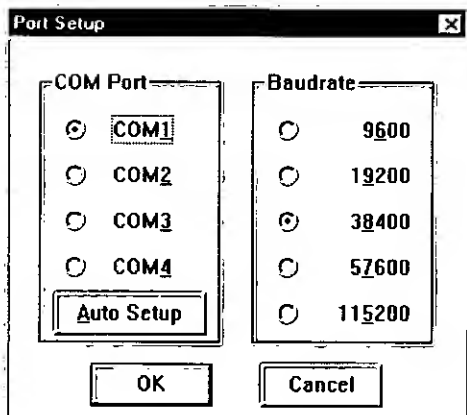 Port Setup
COM Port
COM1
COM2
COM3
COM4
Auto Setup
Baudrate
9600
19200
38400
57600
115200
OK
Cancel